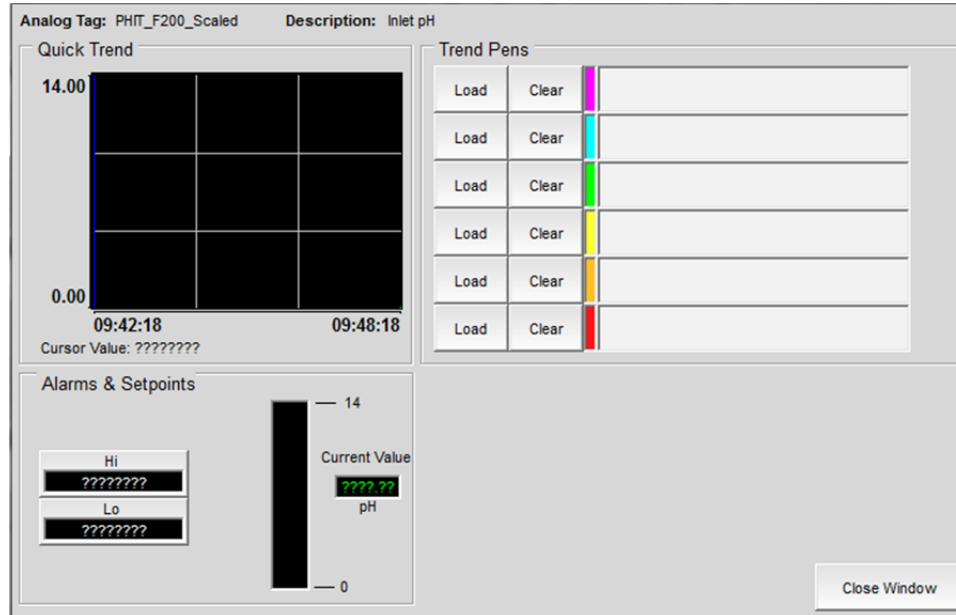 Analog Tag: PHIT_F200_Scaled Description: Inlet pH
Quick Trend
14.00
0.00
09:42:18 09:48:18
Cursor Value: ????????
Trend Pens
Load Clear
Load Clear
Load Clear
Load Clear
Load Clear
Load Clear
Alarms & Setpoints
Hi
????????
Lo
????????
14
0
Current Value
????.??
pH
Close Window